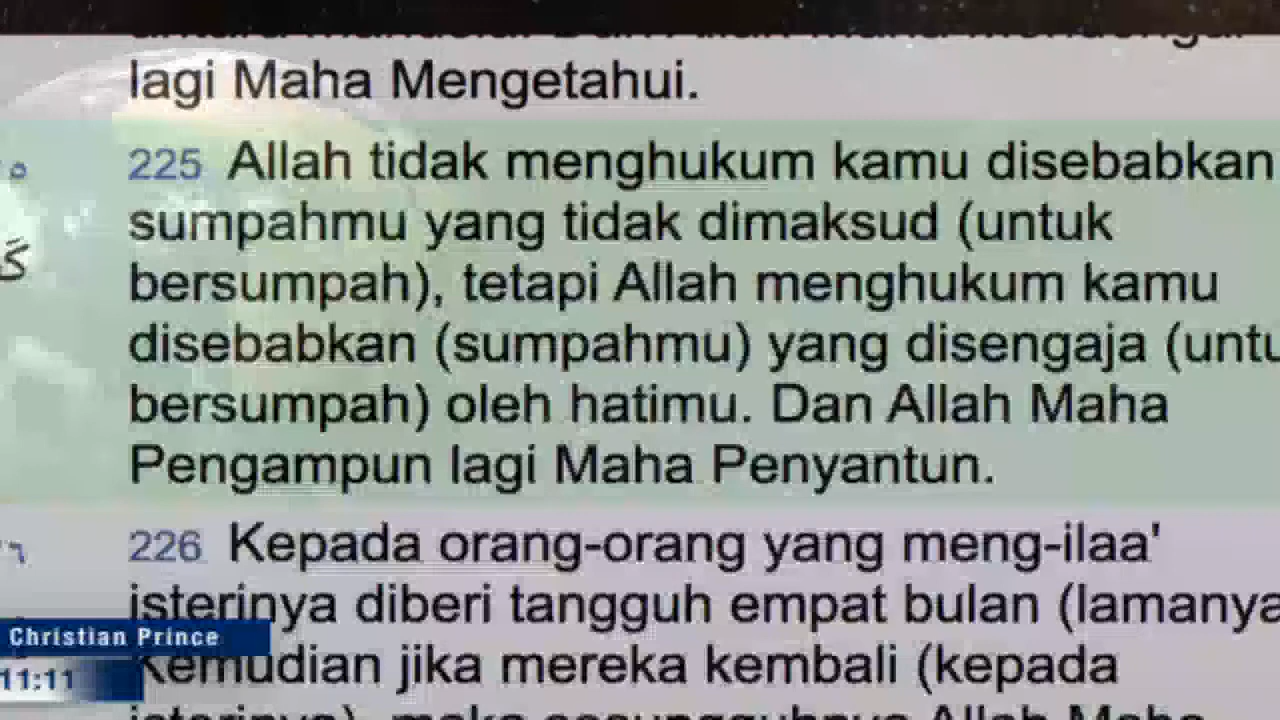 lagi Maha Mengetahui.
225 Allah tidak menghukum kamu disebabkan
sumpahmu yang tidak dimaksud (untuk
bersumpah), tetapi Allah menghukum kamu
disebabkan (sumpahmu) yang disengaja (untu
bersumpah) oleh hatimu. Dan Allah Maha
Pengampun lagi Maha Penyantun.
226 Kepada orang-orang yang meng-ilaa'
isterinya diberi tangguh empat bulan (lamanya
Kemudian jika mereka kembali (kepada
Christian Prince
11:11